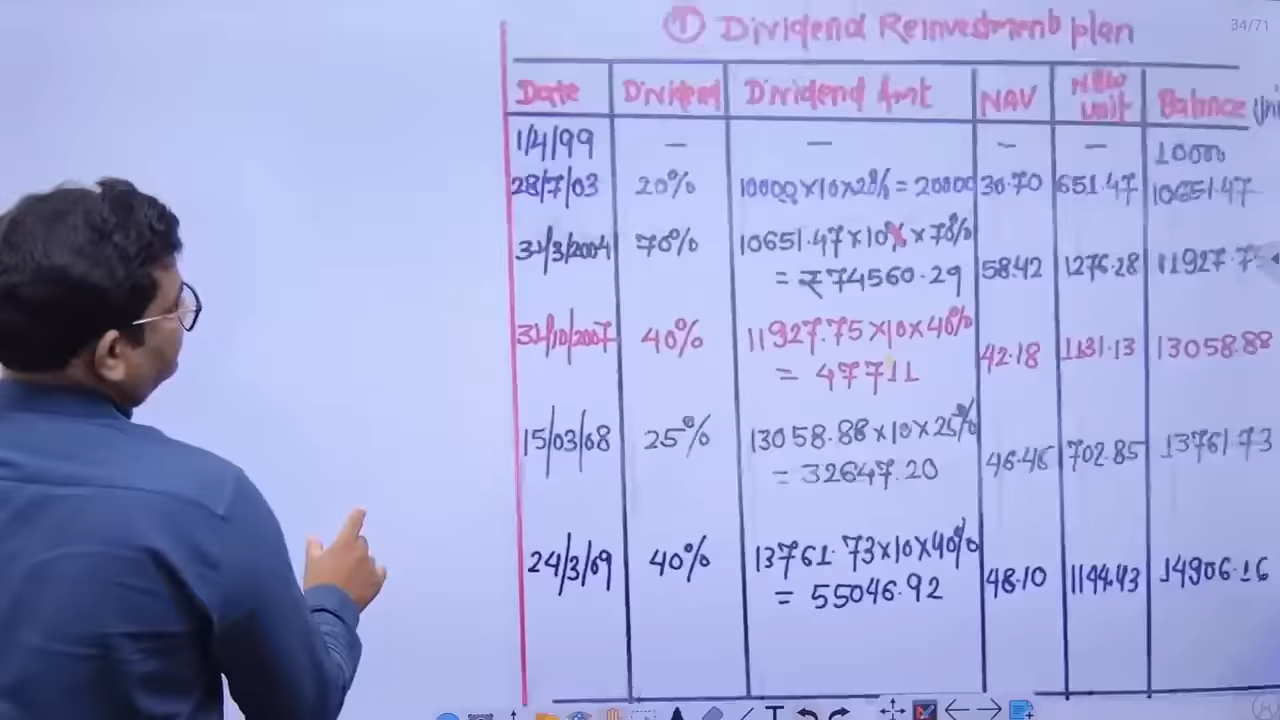 34/71
① Dividend Reinvestment plan
Date Dividend Dividend Amt NAV New unit Balance Uni
1/4/99 — — — — 10000
28/7/03 20% 10000×10×20% = 20000 30.70 651.47 10651.47
31/3/2004 70% 10651.47×10×70%
= ₹74560.29 58.42 1276.28 11927.75
31/10/2007 40% 11927.75×10×40%
= 47711 42.18 1131.13 13058.88
15/03/08 25% 13058.88×10×25%
= 32647.20 46.45 702.85 13761.73
24/3/09 40% 13761.73×10×40%
= 55046.92 48.10 1144.43 14906.16